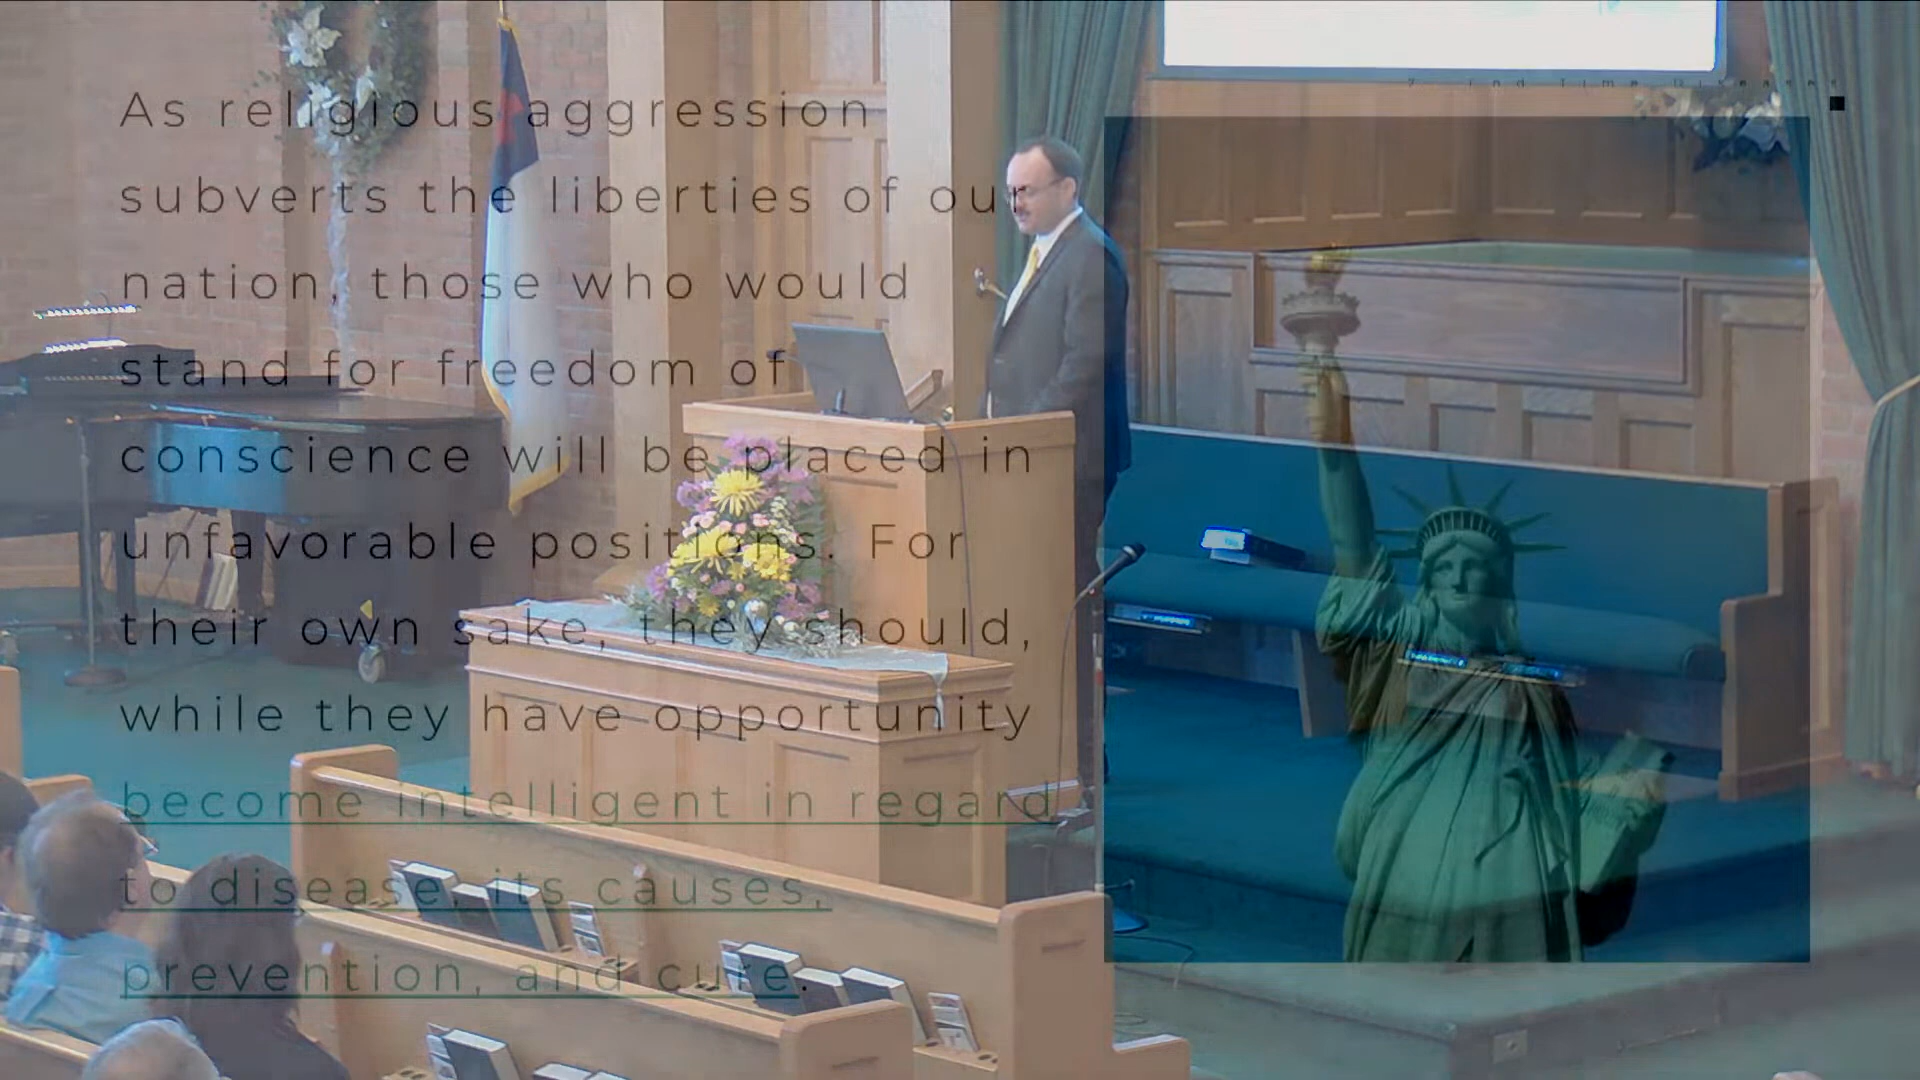 As religious aggression
subverts the liberties of ou
nation, those who would
stand for freedom of
conscience will be placed in
unfavorable positions. For
their own sake, they should,
while they have opportunity
become intelligent in regard
to disease, its causes,
prevention, and cure.